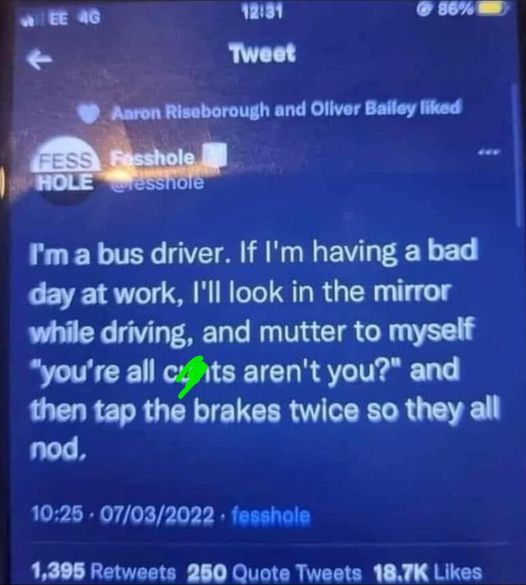 EE 4G 12:31 86%
Tweet
Aaron Riseborough and Oliver Bailey liked
FESS Fesshole
HOLE @fesshole
I'm a bus driver. If I'm having a bad
day at work, I'll look in the mirror
while driving, and mutter to myself
"you're all aren't you?" and
then tap the brakes twice so they all
nod.
10:25 · 07/03/2022 · fesshole
1,395 Retweets 250 Quote Tweets 18.7K Likes